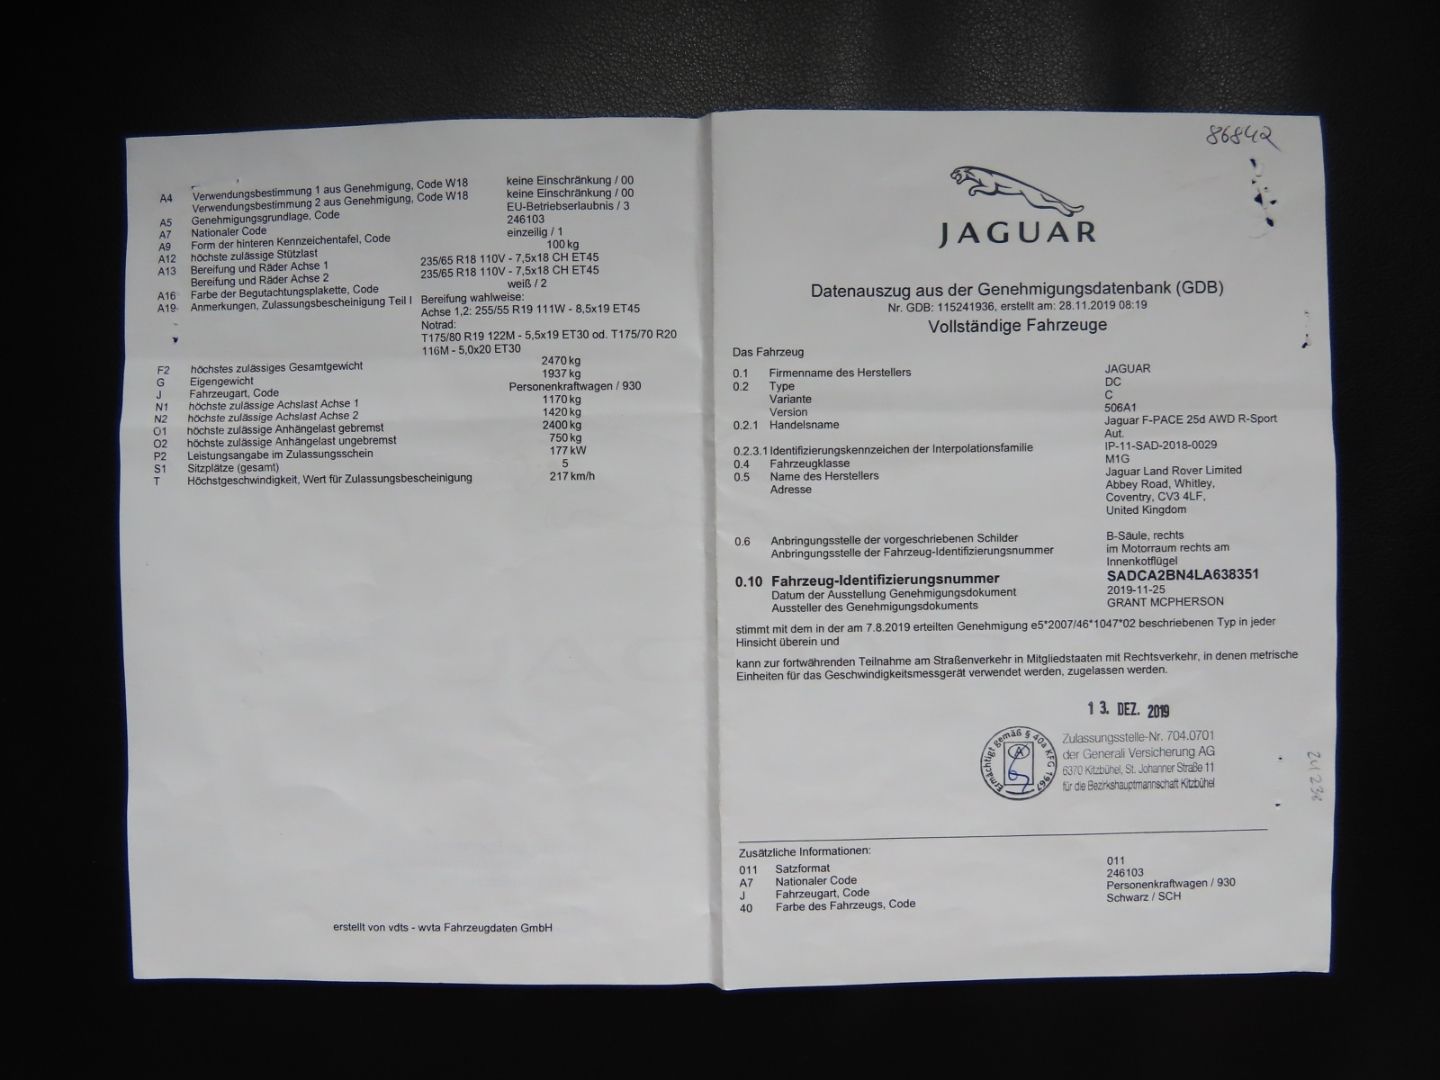 A4 Verwendungsbestimmung 1 aus Genehmigung, Code W18 keine Einschränkung / 00
Verwendungsbestimmung 2 aus Genehmigung, Code W18 keine Einschränkung / 00
A5 Genehmigungsgrundlage, Code EU-Betriebserlaubnis / 3
A7 Nationaler Code 246103
A9 Form der hinteren Kennzeichentafel, Code einzeilig / 1
A12 höchste zulässige Stützlast 100 kg
A13 Bereifung und Räder Achse 1 235/65 R18 110V - 7,5x18 CH ET45
Bereifung und Räder Achse 2 235/65 R18 110V - 7,5x18 CH ET45
A16 Farbe der Begutachtungsplakette, Code weiß / 2
A19 Anmerkungen, Zulassungsbescheinigung Teil I Bereifung wahlweise:
Achse 1,2: 255/55 R19 111W - 8,5x19 ET45
Notrad:
T175/80 R19 122M - 5,5x19 ET30 od. T175/70 R20
116M - 5,0x20 ET30
F2 höchstes zulässiges Gesamtgewicht 2470 kg
G Eigengewicht 1937 kg
J Fahrzeugart, Code Personenkraftwagen / 930
N1 höchste zulässige Achslast Achse 1 1170 kg
N2 höchste zulässige Achslast Achse 2 1420 kg
O1 höchste zulässige Anhängelast gebremst 2400 kg
O2 höchste zulässige Anhängelast ungebremst 750 kg
P2 Leistungsangabe im Zulassungsschein 177 kW
S1 Sitzplätze (gesamt) 5
T Höchstgeschwindigkeit, Wert für Zulassungsbescheinigung 217 km/h
erstellt von vdts - wvta Fahrzeugdaten GmbH
86842
JAGUAR
Datenauszug aus der Genehmigungsdatenbank (GDB)
Nr. GDB: 115241936, erstellt am: 28.11.2019 08:19
Vollständige Fahrzeuge
Das Fahrzeug
0.1 Firmenname des Herstellers JAGUAR
0.2 Type DC
Variante C
Version 506A1
0.2.1 Handelsname Jaguar F-PACE 25d AWD R-Sport
Aut.
0.2.3.1 Identifizierungskennzeichen der Interpolationsfamilie IP-11-SAD-2018-0029
0.4 Fahrzeugklasse M1G
0.5 Name des Herstellers Jaguar Land Rover Limited
Adresse Abbey Road, Whitley,
Coventry, CV3 4LF,
United Kingdom
0.6 Anbringungsstelle der vorgeschriebenen Schilder B-Säule, rechts
Anbringungsstelle der Fahrzeug-Identifizierungsnummer im Motorraum rechts am
Innenkotflügel
0.10 Fahrzeug-Identifizierungsnummer SADCA2BN4LA638351
Datum der Ausstellung Genehmigungsdokument 2019-11-25
Aussteller des Genehmigungsdokuments GRANT MCPHERSON
stimmt mit dem in der am 7.8.2019 erteilten Genehmigung e5*2007/46*1047*02 beschriebenen Typ in jeder
Hinsicht überein und
kann zur fortwährenden Teilnahme am Straßenverkehr in Mitgliedstaaten mit Rechtsverkehr, in denen metrische
Einheiten für das Geschwindigkeitsmessgerät verwendet werden, zugelassen werden.
13. DEZ. 2019
Ermächtigt gemäß § 40a KFG 1967
Zulassungsstelle-Nr. 704.0701
der Generali Versicherung AG
6370 Kitzbühel, St. Johanner Straße 11
für die Bezirkshauptmannschaft Kitzbühel
Zusätzliche Informationen:
011 Satzformat 011
A7 Nationaler Code 246103
J Fahrzeugart, Code Personenkraftwagen / 930
40 Farbe des Fahrzeugs, Code Schwarz / SCH